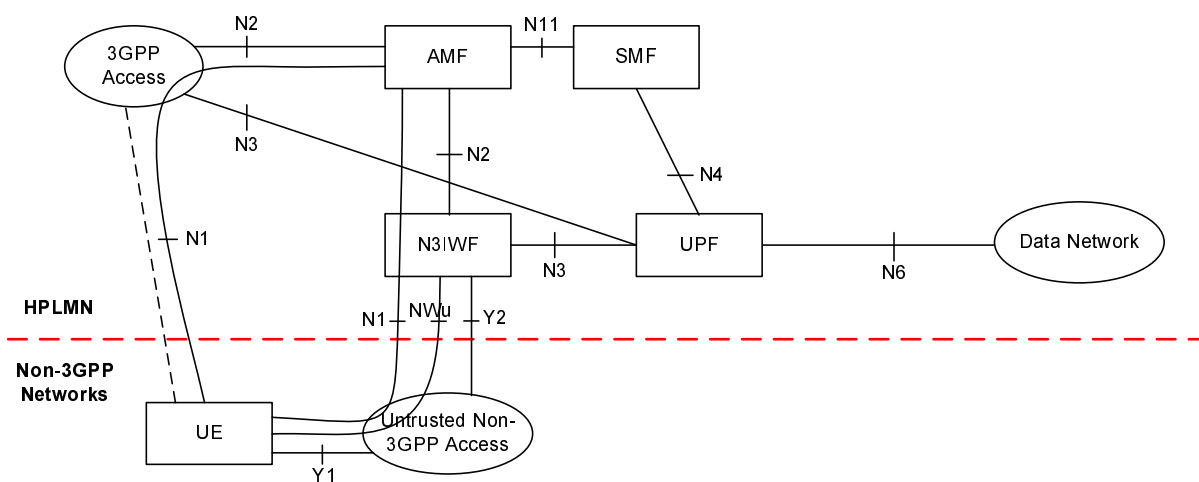 N2
3GPP
Access
AMF
N11
SMF
N3
N2
N4
N1
N3IWF
UPF
Data Network
N3
N6
HPLMN
N1
NWu
Y2
Non-3GPP
Networks
UE
Untrusted Non-
3GPP Access
Y1